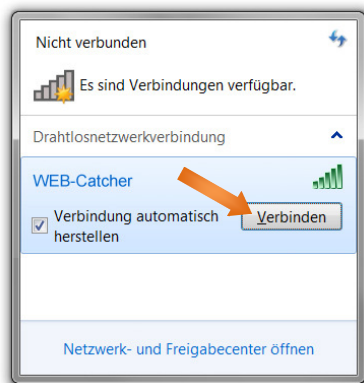 Nicht verbunden
Es sind Verbindungen verfügbar.
Drahtlosnetzwerkverbindung
WEB-Catcher
Verbindung automatisch
herstellen
Verbinden
Netzwerk- und Freigabecenter öffnen